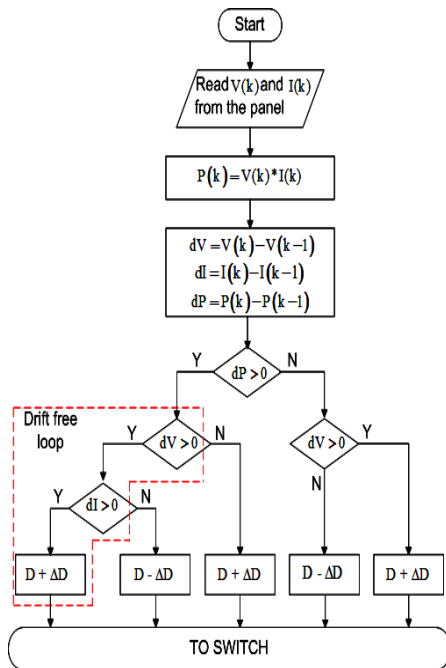 Start
Read V(k) and I(k)
from the panel
P(k)=V(k)*I(k)
dV=V(k)-V(k-1)
dI=I(k)-I(k-1)
dP=P(k)-P(k-1)
Y
N
dP>0
Drift free
loop
Y
dV>0
N
dV>0
Y
Y
dI>0
N
N
D + ΔD
D - ΔD
D + ΔD
D - ΔD
D + ΔD
TO SWITCH